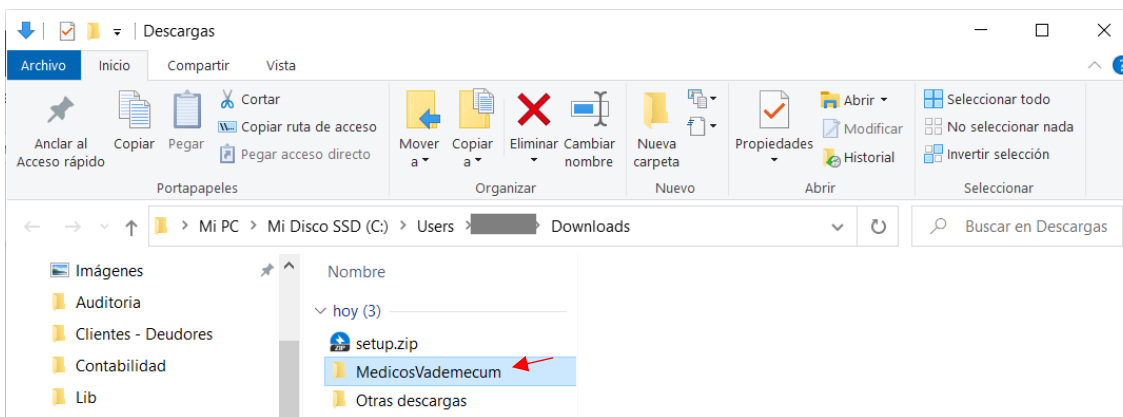 Descargas
Archivo Inicio Compartir Vista
Anclar al Acceso rápido
Copiar
Pegar
Cortar
Copiar ruta de acceso
Pegar acceso directo
Portapapeles
Mover a
Copiar a
Eliminar
Cambiar nombre
Organizar
Nueva carpeta
Nuevo
Propiedades
Abrir
Modificar
Historial
Abrir
Seleccionar todo
No seleccionar nada
Invertir selección
Seleccionar
Mi PC > Mi Disco SSD (C:) > Users > > Downloads
Buscar en Descargas
Imágenes
Auditoria
Clientes - Deudores
Contabilidad
Lib
Nombre
hoy (3)
setup.zip
MedicosVademecum
Otras descargas